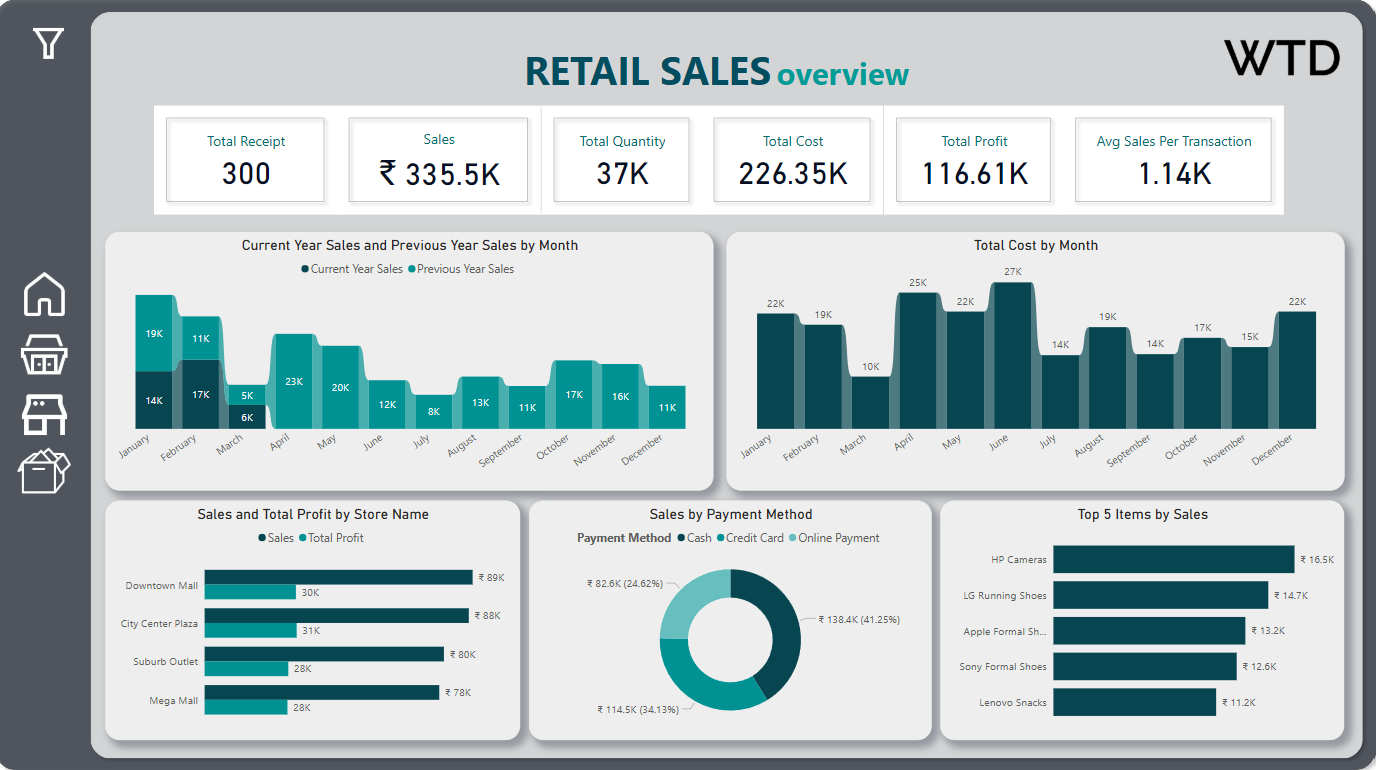 WTD
RETAIL SALES overview
Total Receipt
300
Sales
₹ 335.5K
Total Quantity
37K
Total Cost
226.35K
Total Profit
116.61K
Avg Sales Per Transaction
1.14K
Current Year Sales and Previous Year Sales by Month
Current Year Sales Previous Year Sales
19K
11K
5K
23K
20K
12K
8K
13K
11K
17K
16K
11K
14K
17K
6K
January
February
March
April
May
June
July
August
September
October
November
December
Total Cost by Month
22K
19K
10K
25K
22K
27K
14K
19K
14K
17K
15K
22K
January
February
March
April
May
June
July
August
September
October
November
December
Sales and Total Profit by Store Name
Sales Total Profit
Downtown Mall
₹ 89K
30K
City Center Plaza
₹ 88K
31K
Suburb Outlet
₹ 80K
28K
Mega Mall
₹ 78K
28K
Sales by Payment Method
Payment Method Cash Credit Card Online Payment
₹ 82.6K (24.62%)
₹ 138.4K (41.25%)
₹ 114.5K (34.13%)
Top 5 Items by Sales
HP Cameras ₹ 16.5K
LG Running Shoes ₹ 14.7K
Apple Formal Sh... ₹ 13.2K
Sony Formal Shoes ₹ 12.6K
Lenovo Snacks ₹ 11.2K